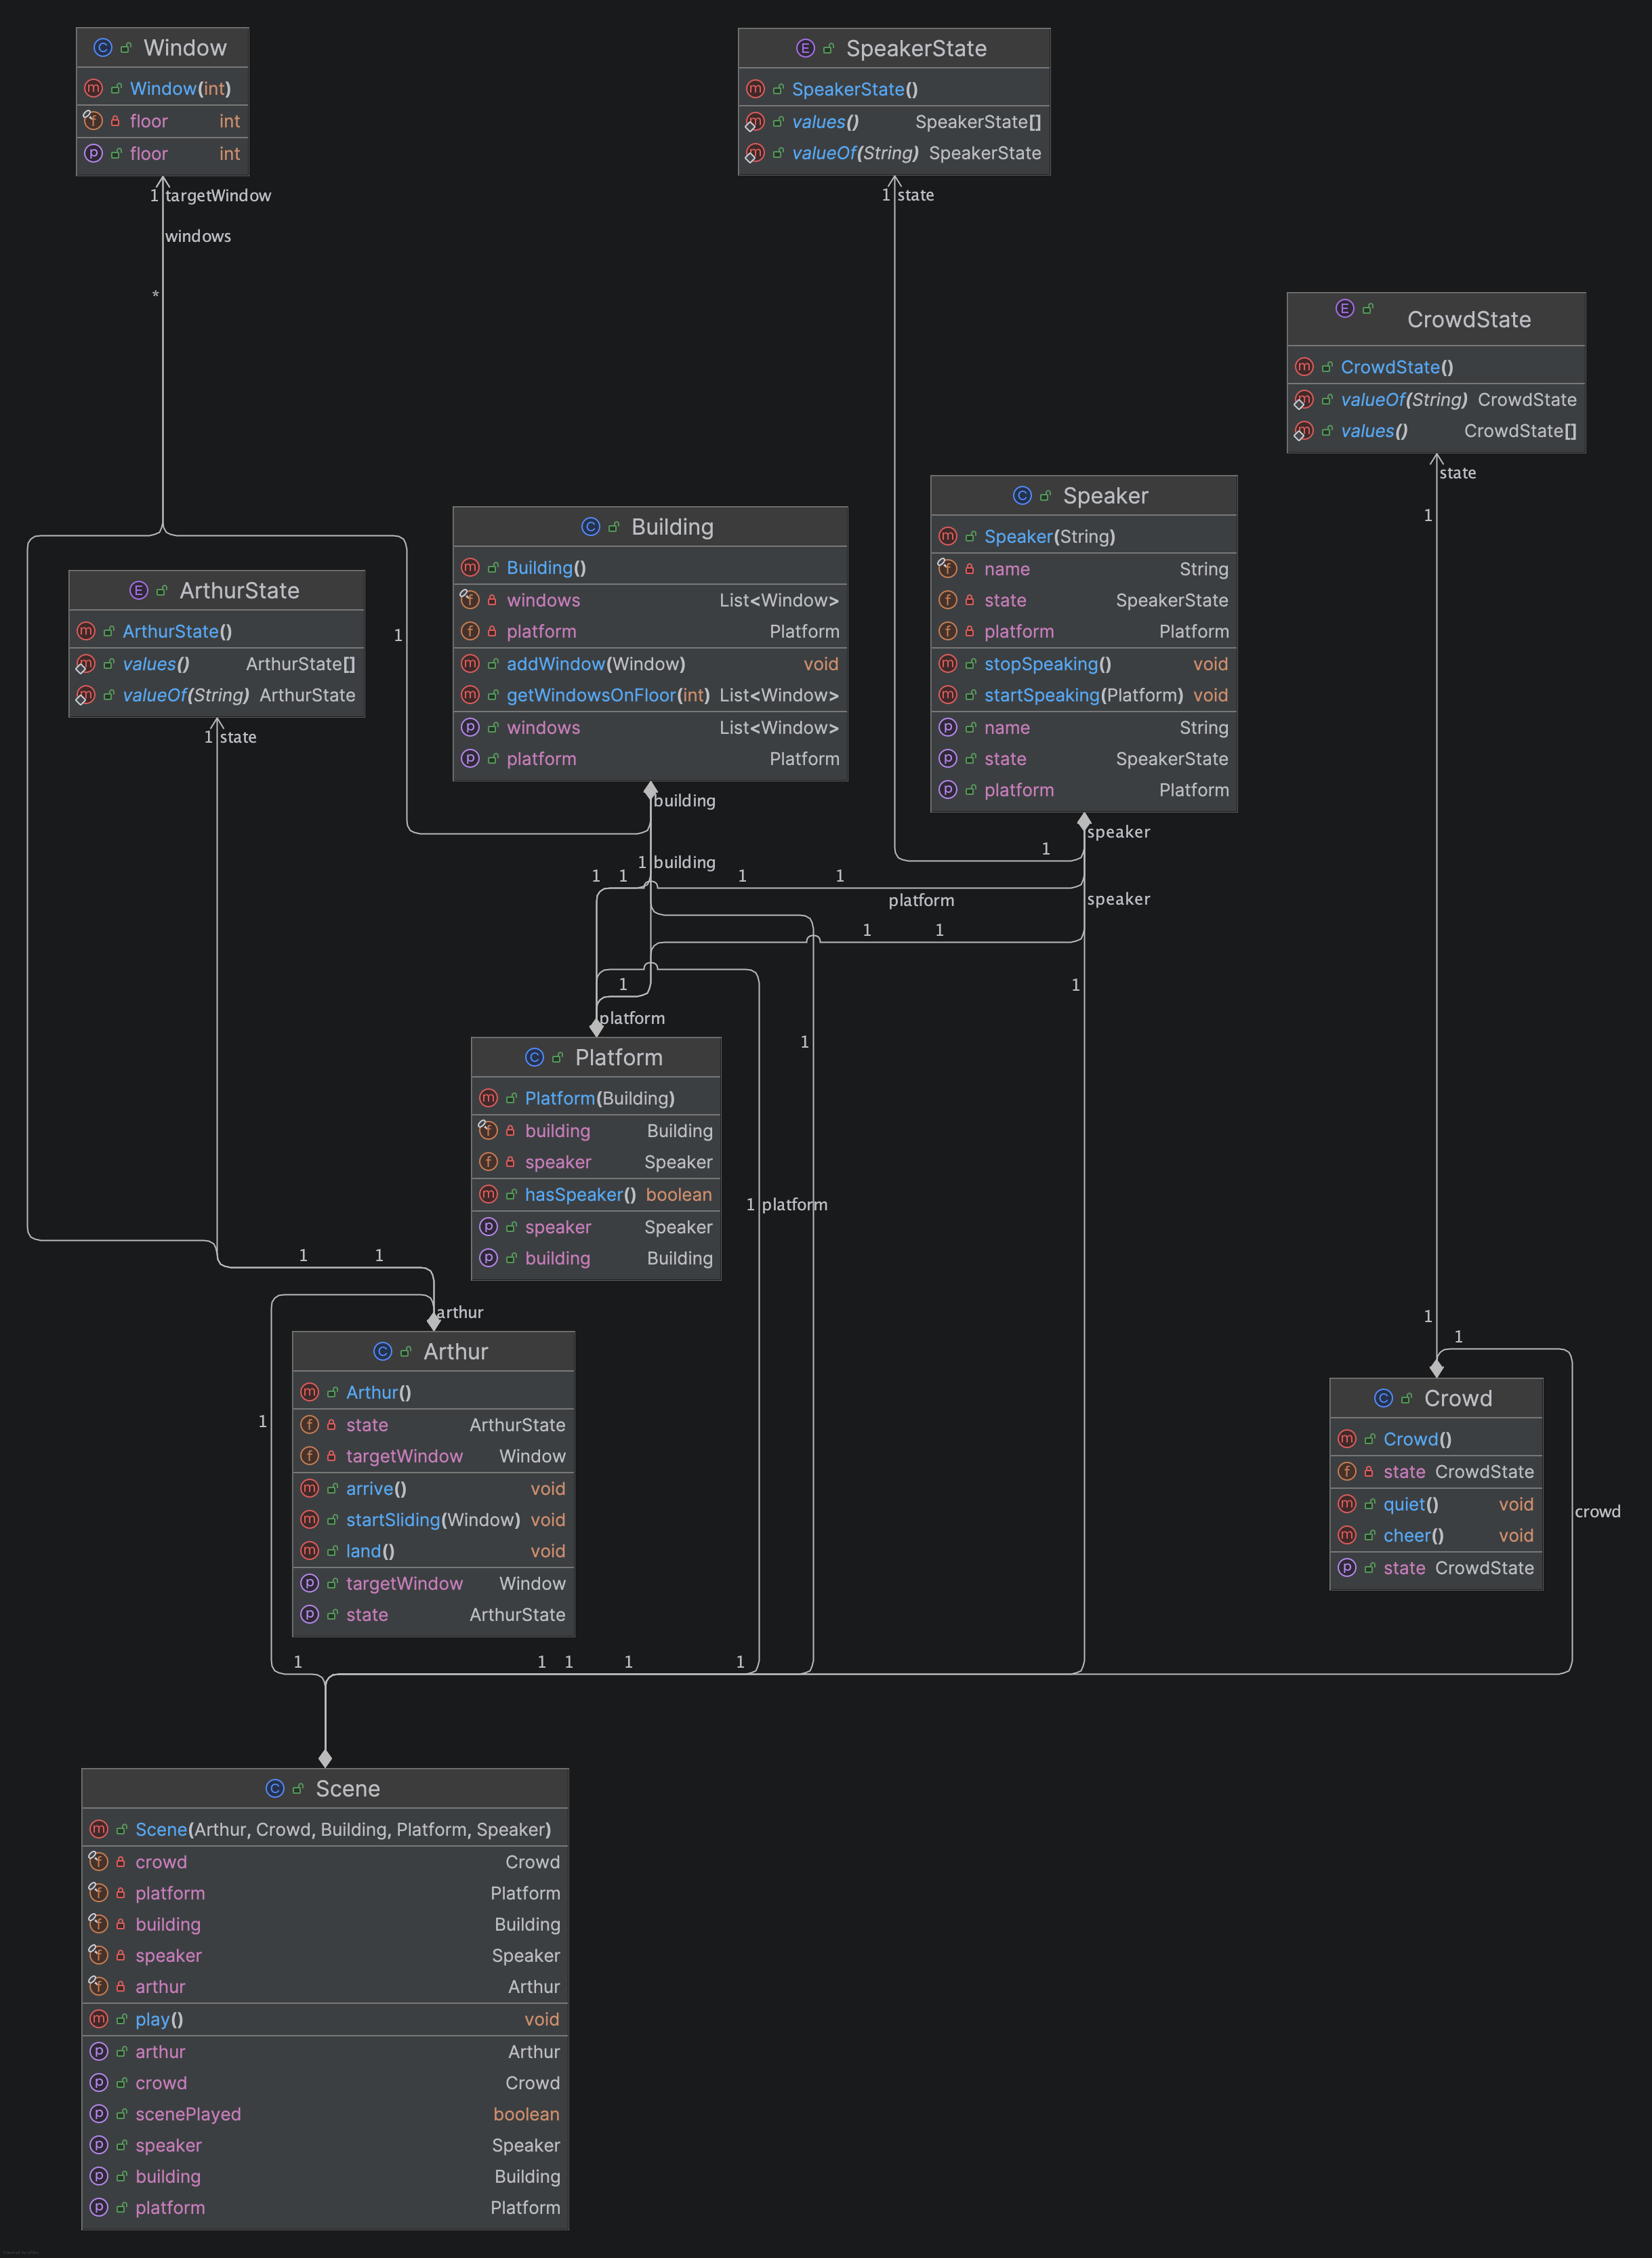 Window
Window(int)
floor int
floor int
1 targetWindow
windows
*
SpeakerState
SpeakerState()
values() SpeakerState[]
valueOf(String) SpeakerState
1 state
CrowdState
CrowdState()
valueOf(String) CrowdState
values() CrowdState[]
state
1
Building
Building()
windows List<Window>
platform Platform
addWindow(Window) void
getWindowsOnFloor(int) List<Window>
windows List<Window>
platform Platform
Speaker
Speaker(String)
name String
state SpeakerState
platform Platform
stopSpeaking() void
startSpeaking(Platform) void
name String
state SpeakerState
platform Platform
ArthurState
ArthurState()
values() ArthurState[]
valueOf(String) ArthurState
1 state
1
building
speaker
1
1 building
1 1 1 1
platform
speaker
1 1
1
1
platform
1
Platform
Platform(Building)
building Building
speaker Speaker
hasSpeaker() boolean
speaker Speaker
building Building
1 platform
1 1
arthur
1
1
Arthur
Arthur()
state ArthurState
targetWindow Window
arrive() void
startSliding(Window) void
land() void
targetWindow Window
state ArthurState
1
Crowd
Crowd()
state CrowdState
quiet() void
cheer() void
state CrowdState
crowd
1 1 1 1 1
Scene
Scene(Arthur, Crowd, Building, Platform, Speaker)
crowd Crowd
platform Platform
building Building
speaker Speaker
arthur Arthur
play() void
arthur Arthur
crowd Crowd
scenePlayed boolean
speaker Speaker
building Building
platform Platform